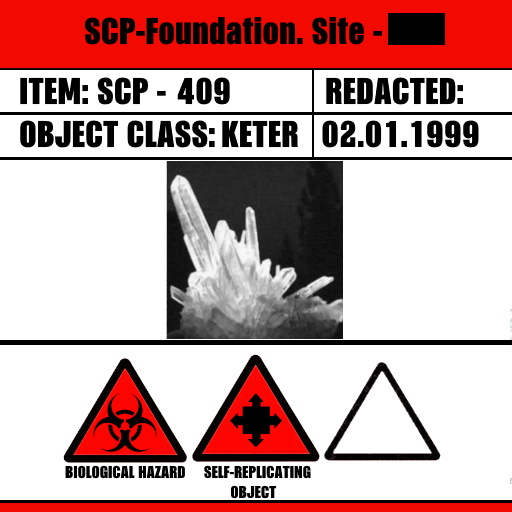 SCP-Foundation. Site -
ITEM: SCP - 409
REDACTED:
OBJECT CLASS: KETER
02.01.1999
BIOLOGICAL HAZARD
SELF-REPLICATING
OBJECT